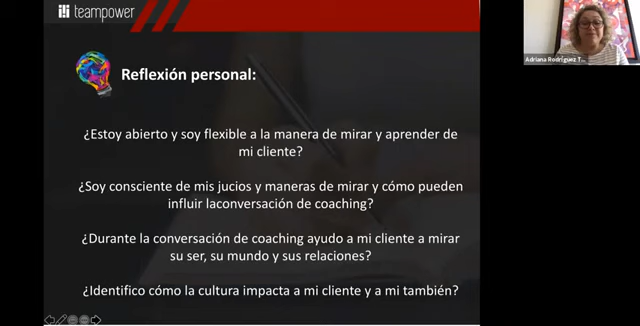 teampower
Reflexión personal:
¿Estoy abierto y soy flexible a la manera de mirar y aprender de
mi cliente?
¿Soy consciente de mis jucios y maneras de mirar y cómo pueden
influir laconversación de coaching?
¿Durante la conversación de coaching ayudo a mi cliente a mirar
su ser, su mundo y sus relaciones?
¿Identifico cómo la cultura impacta a mi cliente y a mi también?
Adriana Rodríguez T...